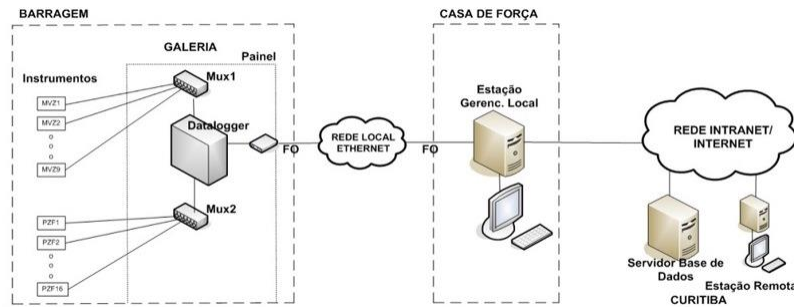 BARRAGEM
GALERIA
Painel
Instrumentos
Mux1
MVZ1
MVZ2
o
o
o
MVZ9
Datalogger
FO
Mux2
PZF1
PZF2
o
o
o
PZF16
REDE LOCAL
ETHERNET
CASA DE FORÇA
Estação
Gerenc. Local
FO
REDE INTRANET/
INTERNET
Servidor Base de
Dados
Estação Remota
CURITIBA